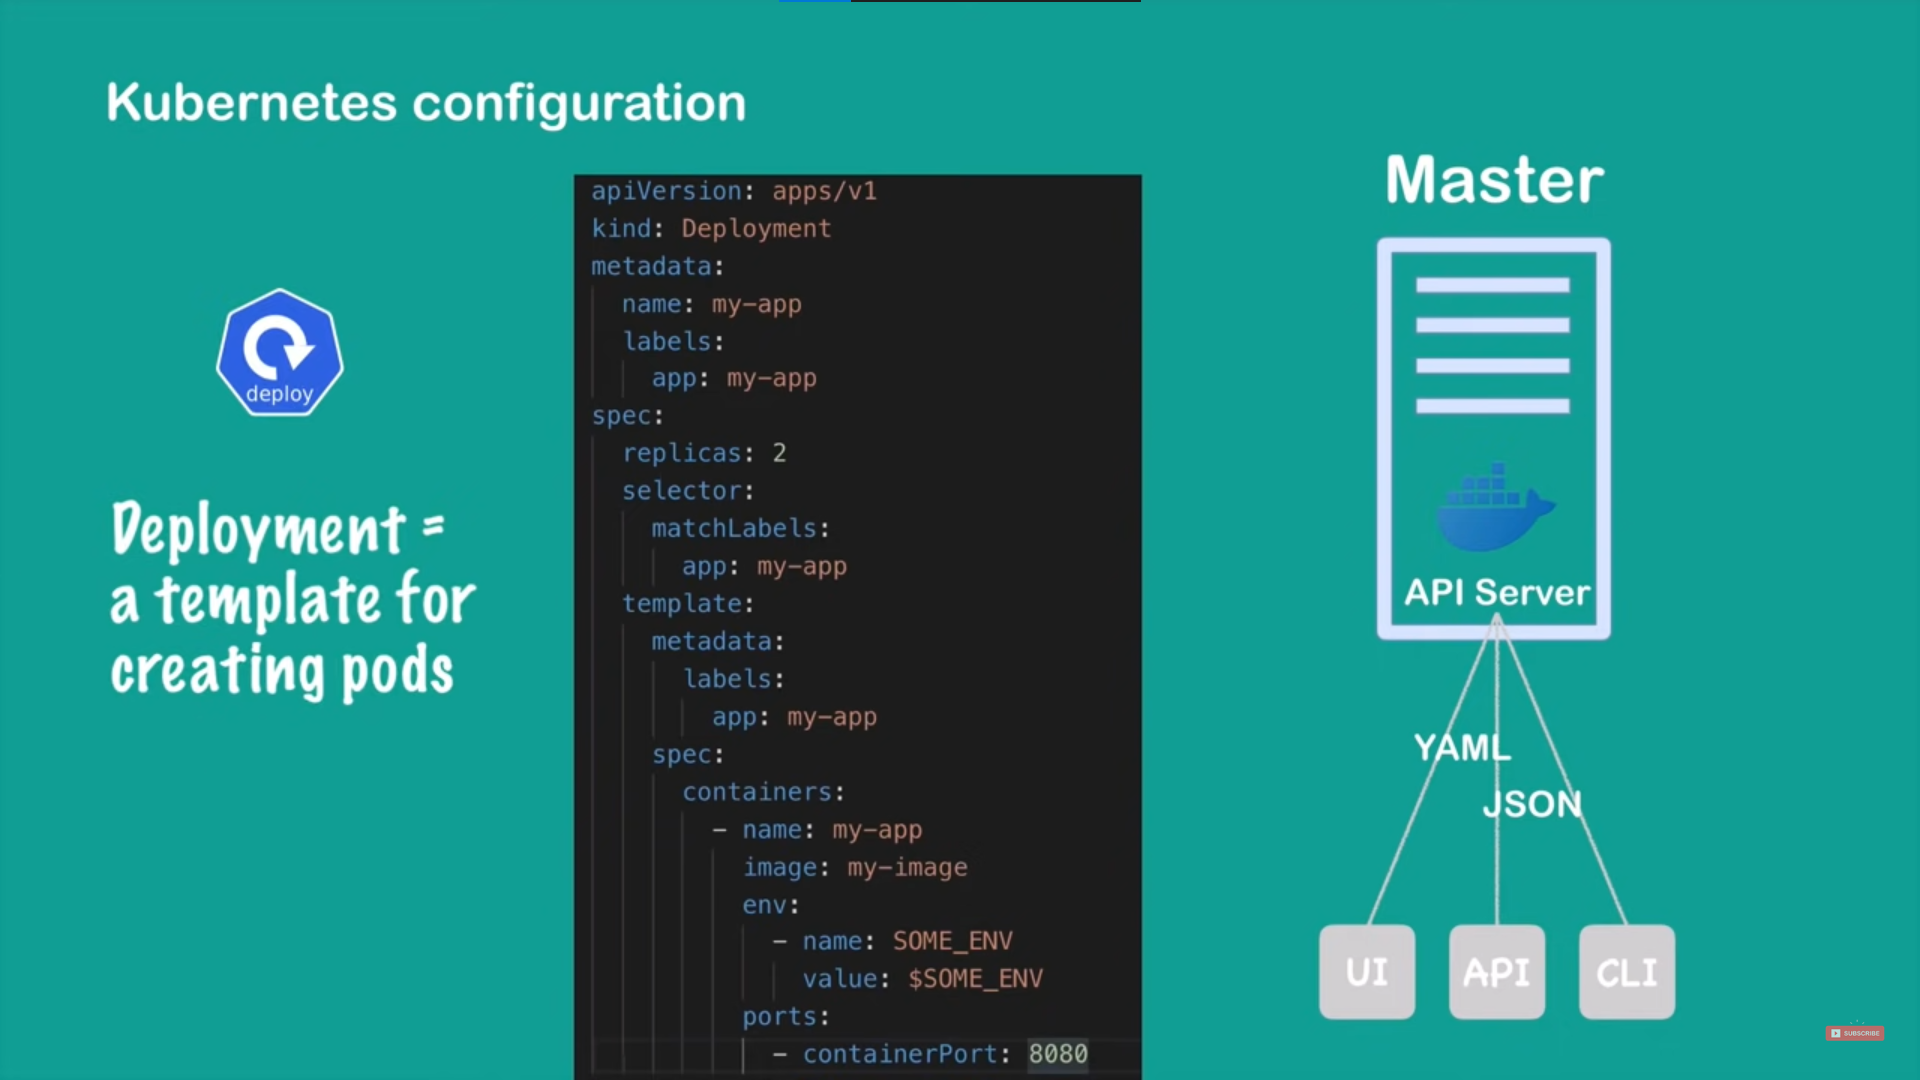 Kubernetes configuration
deploy
Deployment =
a template for
creating pods
apiVersion: apps/v1
kind: Deployment
metadata:
  name: my-app
  labels:
    app: my-app
spec:
  replicas: 2
  selector:
    matchLabels:
      app: my-app
  template:
    metadata:
      labels:
        app: my-app
    spec:
      containers:
        - name: my-app
          image: my-image
          env:
            - name: SOME_ENV
              value: $SOME_ENV
          ports:
            - containerPort: 8080
Master
API Server
YAML
JSON
UI
API
CLI
SUBSCRIBE